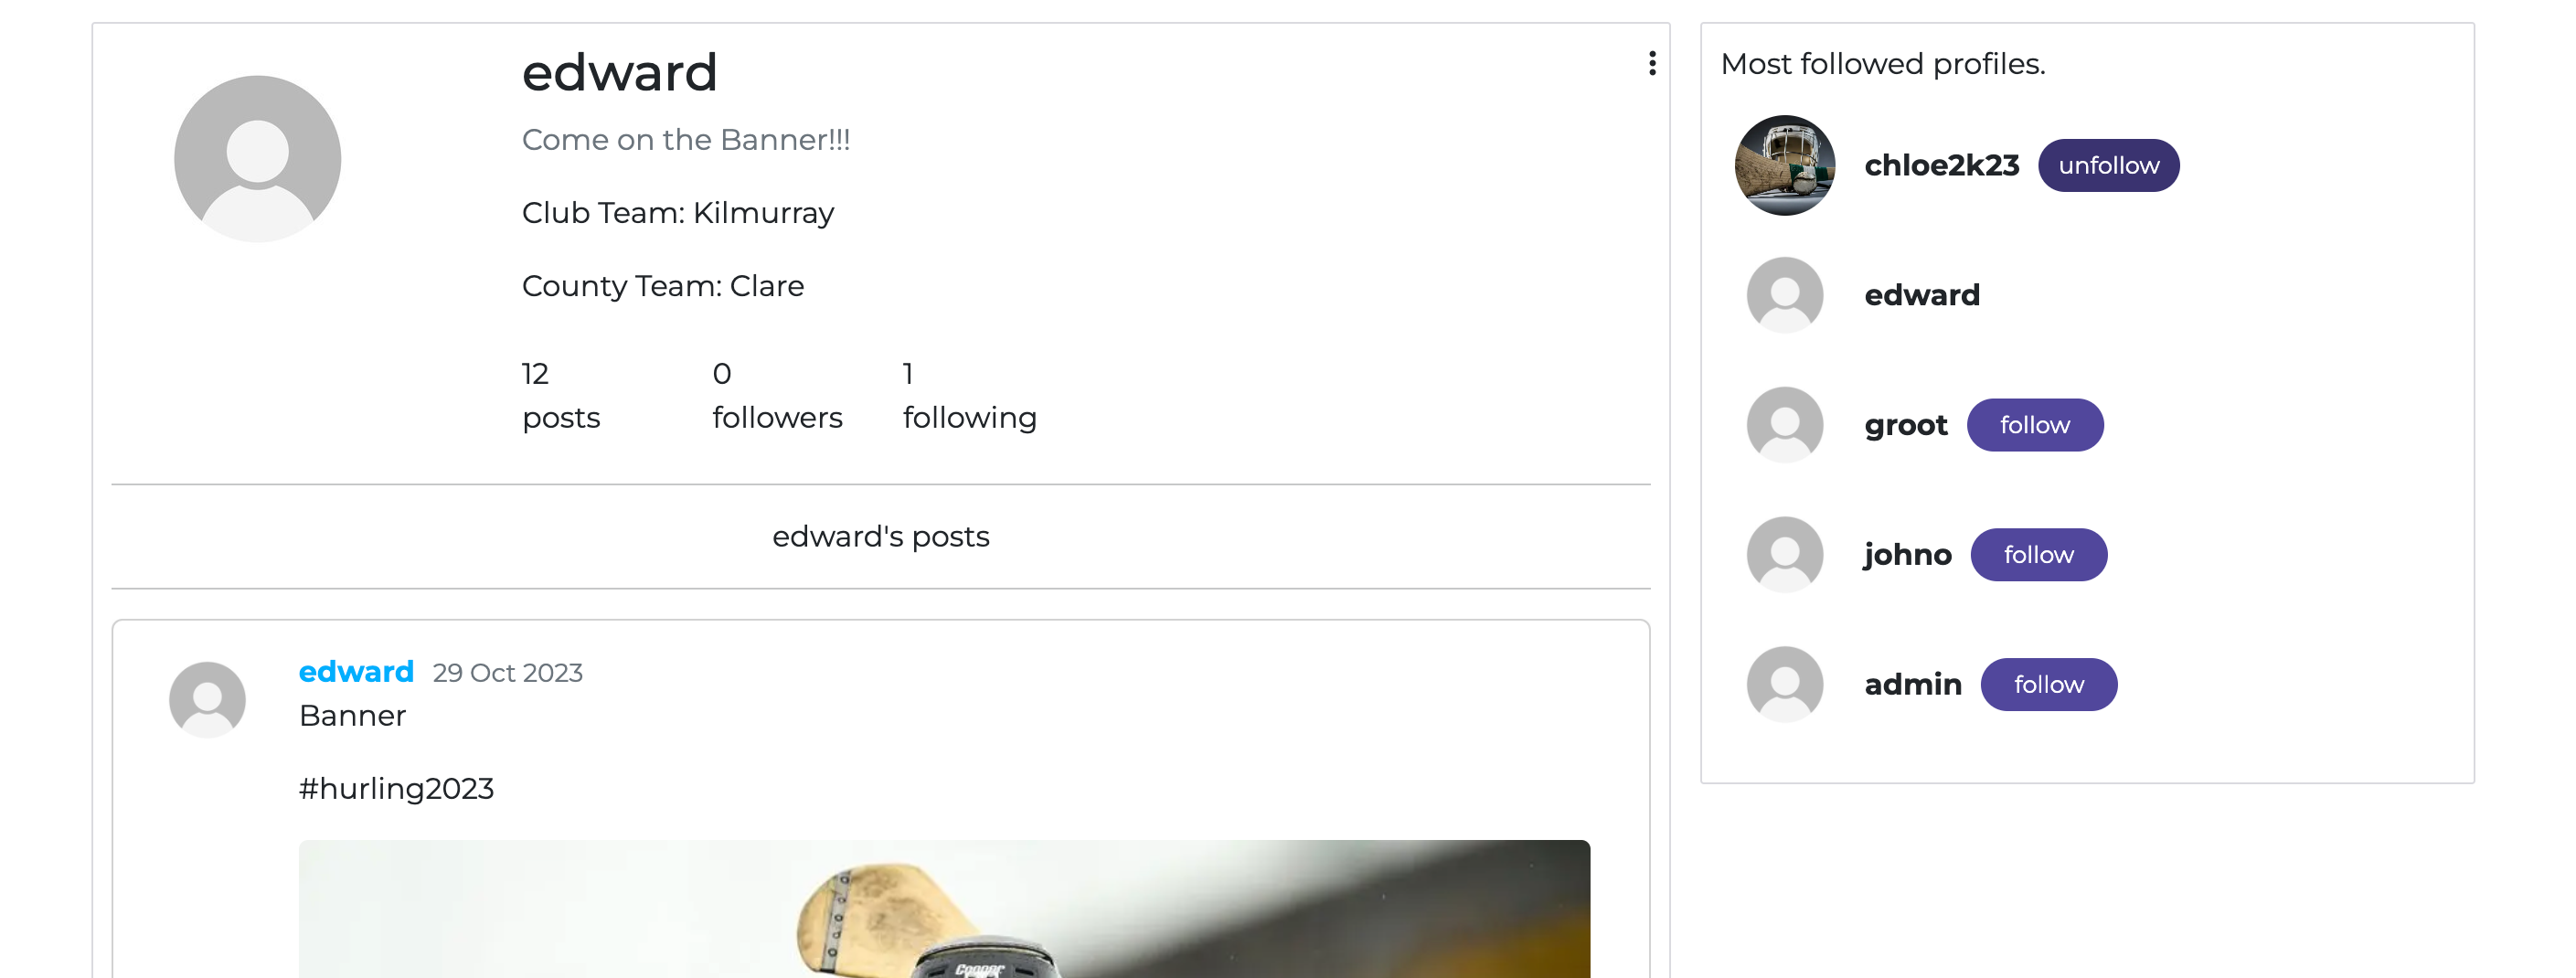 edward
Come on the Banner!!!
Club Team: Kilmurray
County Team: Clare
12 0 1
posts followers following
edward's posts
edward 29 Oct 2023
Banner
#hurling2023
Cooper
Most followed profiles.
chloe2k23 unfollow
edward
groot follow
johno follow
admin follow